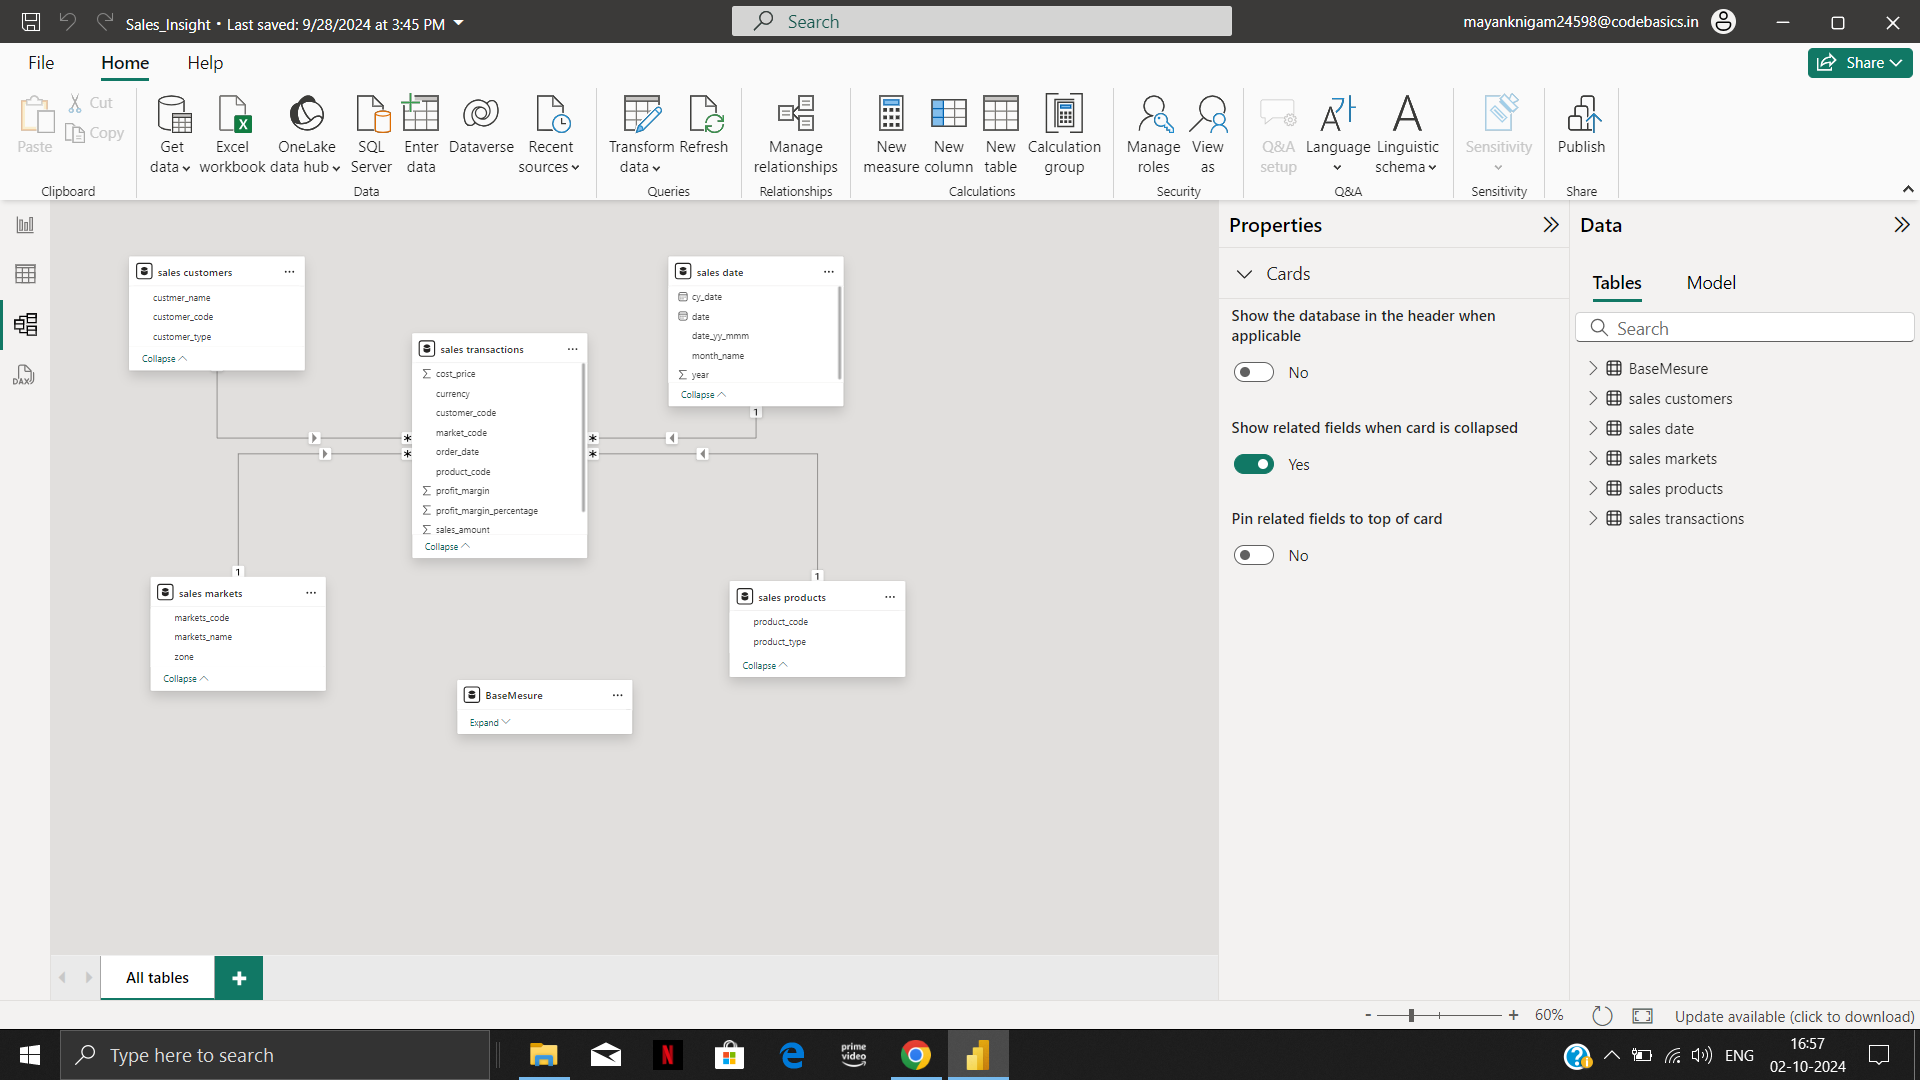 Sales_Insight • Last saved: 9/28/2024 at 3:45 PM
Search
mayanknigam24598@codebasics.in
File
Home
Help
Share
Paste
Cut
Copy
Clipboard
Get data
Excel workbook
OneLake data hub
SQL Server
Enter data
Dataverse
Recent sources
Data
Transform data
Refresh
Queries
Manage relationships
Relationships
New measure
New column
New table
Calculation group
Calculations
Manage roles
View as
Security
Q&A setup
Language
Linguistic schema
Q&A
Sensitivity
Sensitivity
Publish
Share
DAX
sales customers
custmer_name
customer_code
customer_type
Collapse
sales transactions
cost_price
currency
customer_code
market_code
order_date
product_code
profit_margin
profit_margin_percentage
sales_amount
Collapse
sales date
cy_date
date
date_yy_mmm
month_name
year
Collapse
1
*
*
*
*
1
1
sales markets
markets_code
markets_name
zone
Collapse
sales products
product_code
product_type
Collapse
BaseMesure
Expand
Properties
Cards
Show the database in the header when
applicable
No
Show related fields when card is collapsed
Yes
Pin related fields to top of card
No
Data
Tables
Model
Search
BaseMesure
sales customers
sales date
sales markets
sales products
sales transactions
All tables
+
- + 60%
Update available (click to download)
Type here to search
N
prime video
ENG
16:57
02-10-2024